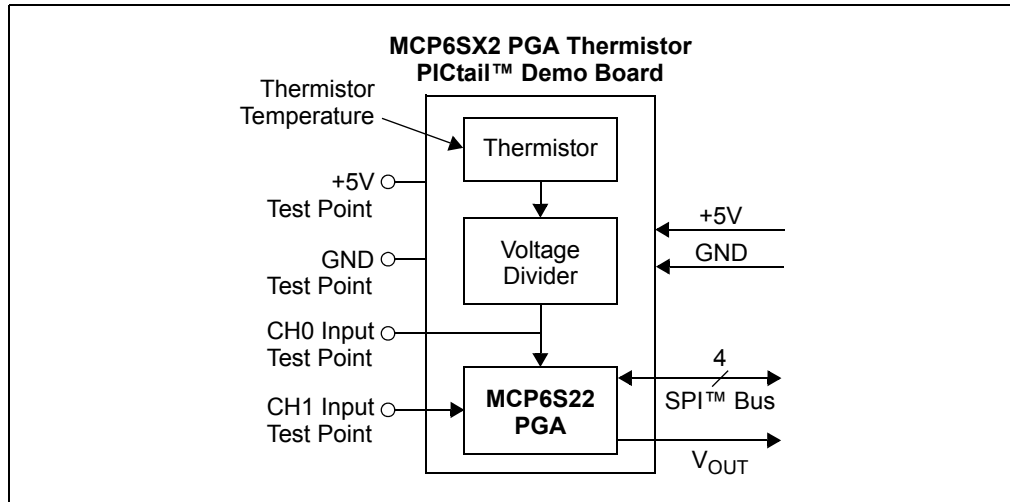 MCP6SX2 PGA Thermistor
PICtail™ Demo Board
Thermistor
Temperature
Thermistor
+5V
Test Point
Voltage
Divider
+5V
GND
GND
Test Point
CH0 Input
Test Point
MCP6S22
PGA
CH1 Input
Test Point
4
SPI™ Bus
VOUT